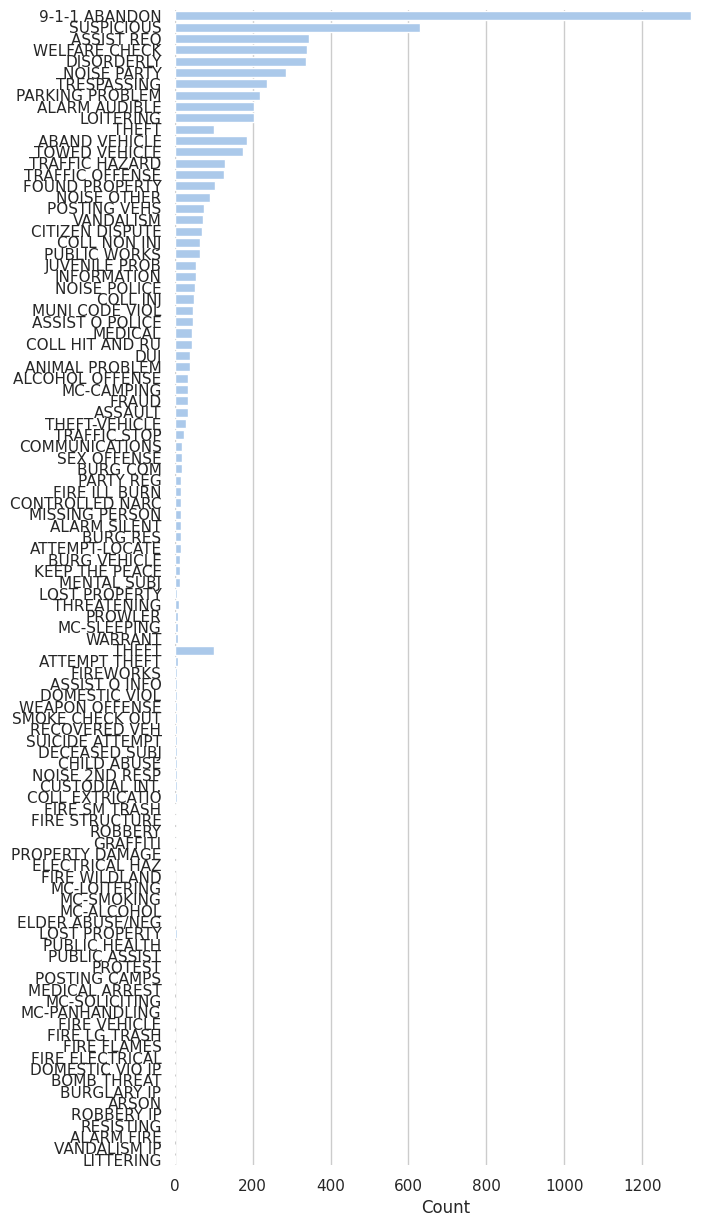 9-1-1 ABANDON
SUSPICIOUS
ASSIST REQ
WELFARE CHECK
DISORDERLY
NOISE PARTY
TRESPASSING
PARKING PROBLEM
ALARM AUDIBLE
LOITERING
THEFT
ABAND VEHICLE
TOWED VEHICLE
TRAFFIC HAZARD
TRAFFIC OFFENSE
FOUND PROPERTY
NOISE OTHER
POSTING VEHS
VANDALISM
CITIZEN DISPUTE
COLL NON INJ
PUBLIC WORKS
JUVENILE PROB
INFORMATION
NOISE POLICE
COLL INJ
MUNI CODE VIOL
ASSIST O POLICE
MEDICAL
COLL HIT AND RU
DUI
ANIMAL PROBLEM
ALCOHOL OFFENSE
MC-CAMPING
FRAUD
ASSAULT
THEFT-VEHICLE
TRAFFIC STOP
COMMUNICATIONS
SEX OFFENSE
BURG COM
PARTY REG
FIRE ILL BURN
CONTROLLED NARC
MISSING PERSON
ALARM SILENT
BURG RES
ATTEMPT-LOCATE
BURG VEHICLE
KEEP THE PEACE
MENTAL SUBJ
LOST PROPERTY
THREATENING
PROWLER
MC-SLEEPING
WARRANT
THEFT
ATTEMPT THEFT
FIREWORKS
ASSIST O INFO
DOMESTIC VIOL
WEAPON OFFENSE
SMOKE CHECK OUT
RECOVERED VEH
SUICIDE ATTEMPT
DECEASED SUBJ
CHILD ABUSE
NOISE 2ND RESP
CUSTODIAL INT.
COLL EXTRICATIO
FIRE SM TRASH
FIRE STRUCTURE
ROBBERY
GRAFFITI
PROPERTY DAMAGE
ELECTRICAL HAZ
FIRE WILDLAND
MC-LOITERING
MC-SMOKING
MC-ALCOHOL
ELDER ABUSE/NEG
LOST PROPERTY
PUBLIC HEALTH
PUBLIC ASSIST
PROTEST
POSTING CAMPS
MEDICAL ARREST
MC-SOLICITING
MC-PANHANDLING
FIRE VEHICLE
FIRE LG TRASH
FIRE FLAMES
FIRE ELECTRICAL
DOMESTIC VIO IP
BOMB THREAT
BURGLARY IP
ARSON
ROBBERY IP
RESISTING
ALARM FIRE
VANDALISM IP
LITTERING
0 200 400 600 800 1000 1200
Count